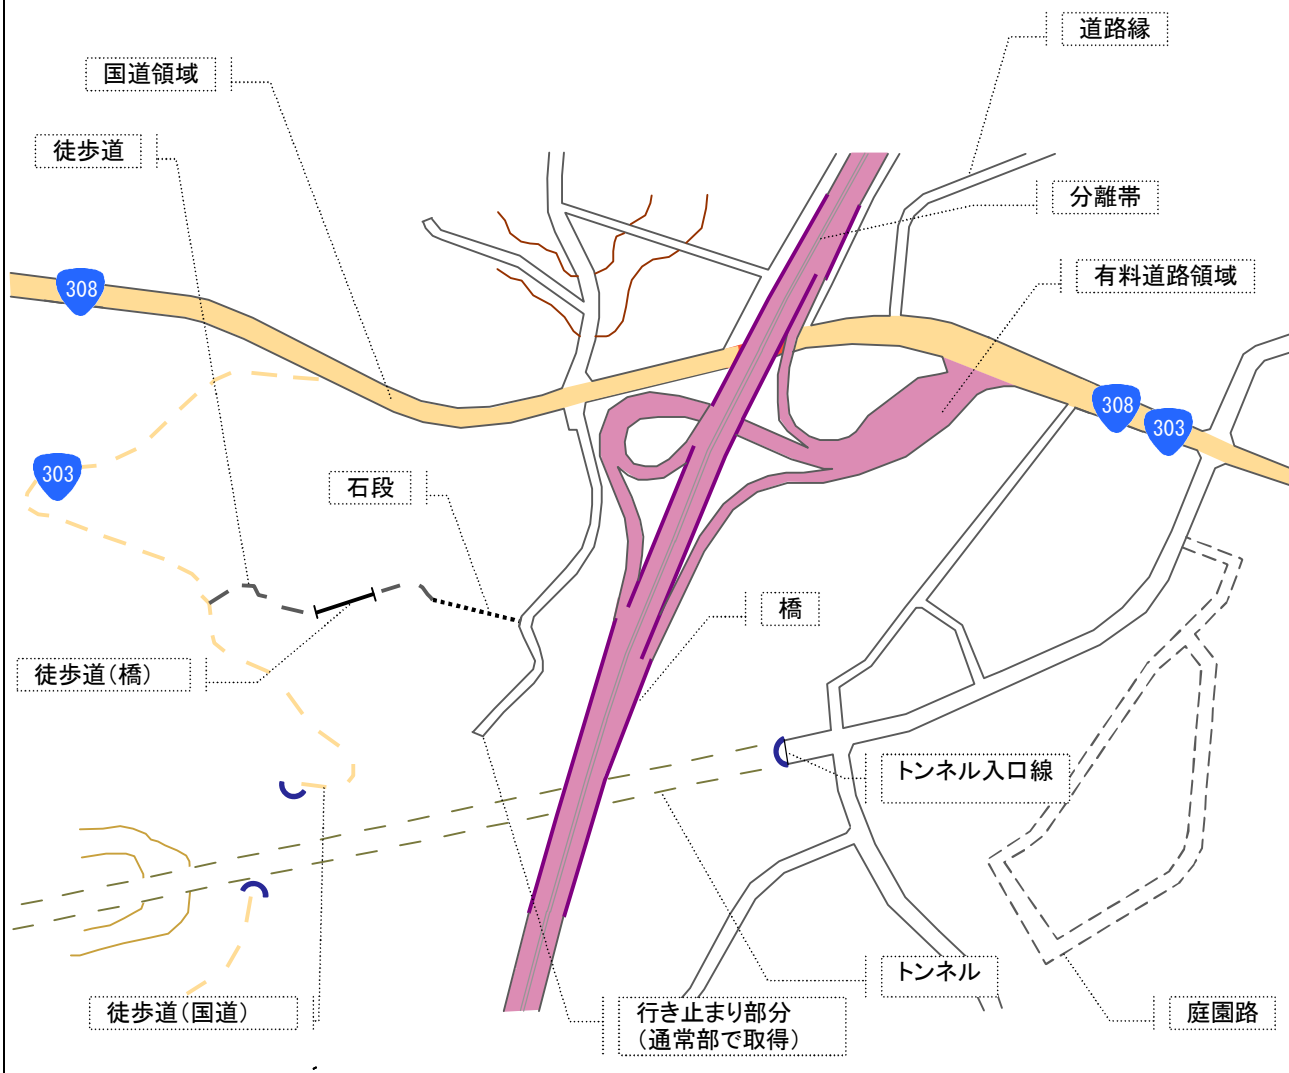 道路縁
国道領域
徒歩道
分離帯
有料道路領域
308
308
303
303
石段
橋
徒歩道(橋)
トンネル入口線
トンネル
徒歩道(国道)
行き止まり部分
(通常部で取得)
庭園路